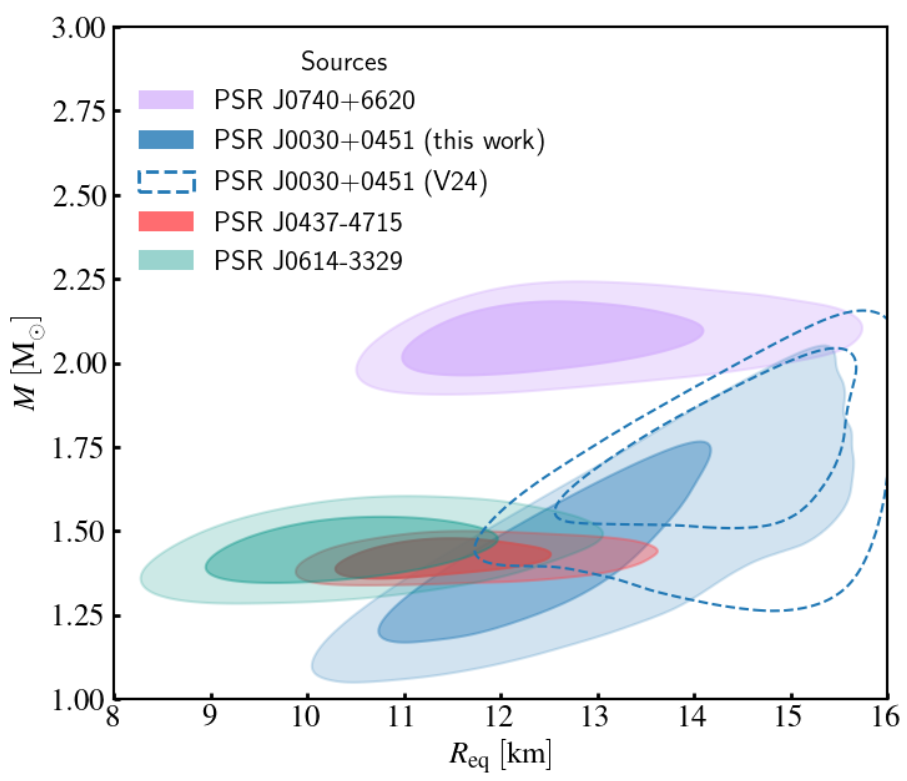 3.00
2.75
2.50
2.25
2.00
1.75
1.50
1.25
1.00
M [M☉]
Sources
PSR J0740+6620
PSR J0030+0451 (this work)
PSR J0030+0451 (V24)
PSR J0437-4715
PSR J0614-3329
8 9 10 11 12 13 14 15 16
Req [km]